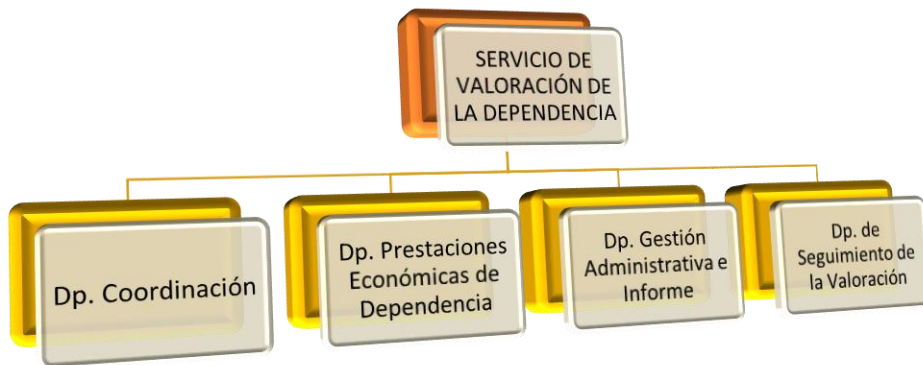 SERVICIO DE
VALORACIÓN DE
LA DEPENDENCIA
Dp. Coordinación
Dp. Prestaciones
Económicas de
Dependencia
Dp. Gestión
Administrativa e
Informe
Dp. de
Seguimiento de
la Valoración